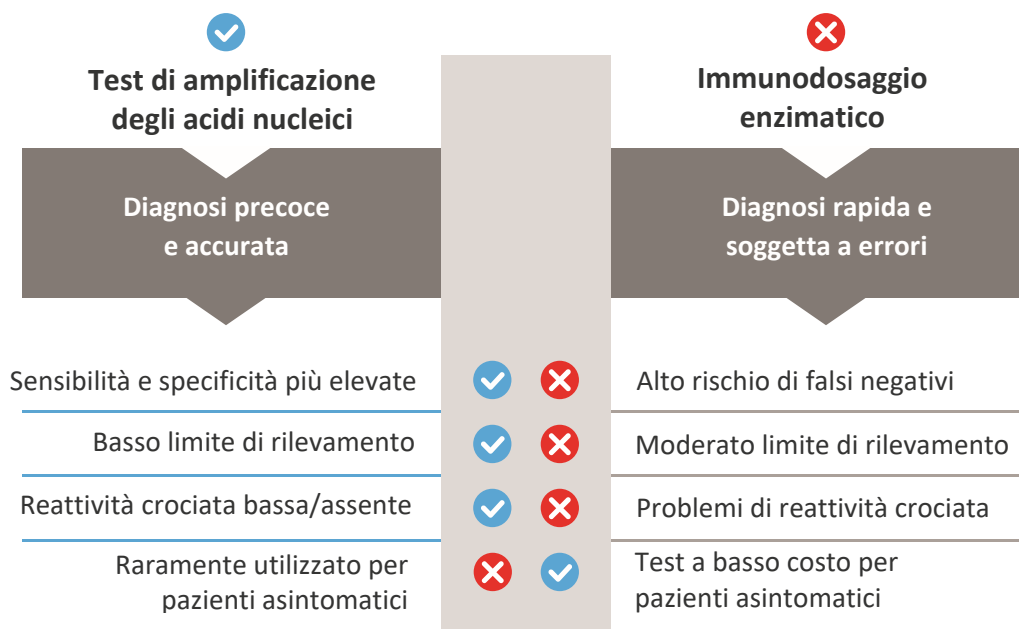 Test di amplificazione
degli acidi nucleici
Immunodosaggio
enzimatico
Diagnosi precoce
e accurata
Diagnosi rapida e
soggetta a errori
Sensibilità e specificità più elevate
Alto rischio di falsi negativi
Basso limite di rilevamento
Moderato limite di rilevamento
Reattività crociata bassa/assente
Problemi di reattività crociata
Raramente utilizzato per
pazienti asintomatici
Test a basso costo per
pazienti asintomatici